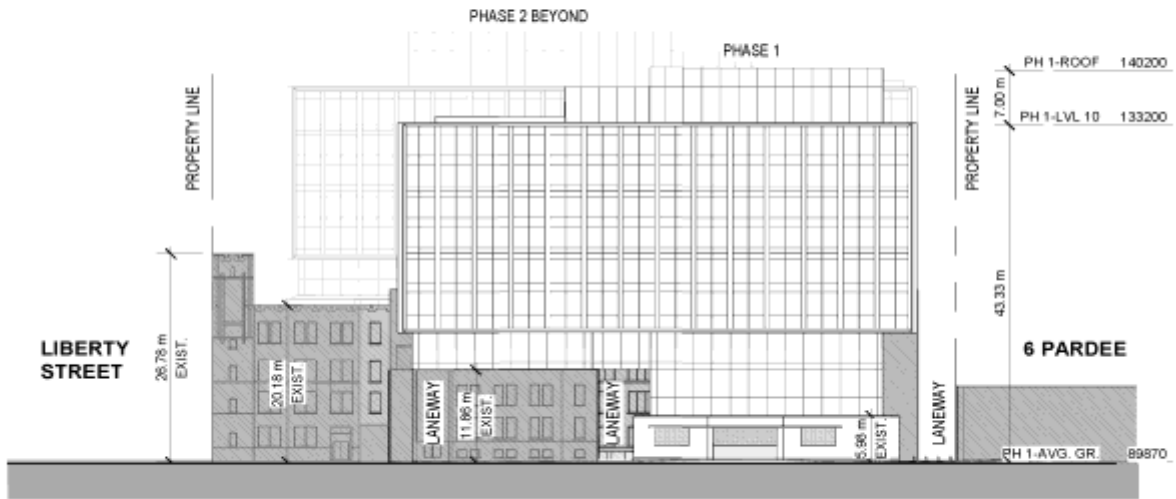 PHASE 2 BEYOND
PHASE 1
PH 1-ROOF 140200
7.00 m
PH 1-LVL 10 133200
PROPERTY LINE
PROPERTY LINE
43.33 m
26.78 m
EXIST.
LIBERTY
STREET
20.18 m
EXIST.
LANEWAY
11.86 m
EXIST.
LANEWAY
5.98 m
EXIST.
LANEWAY
6 PARDEE
PH 1-AVG. GR. 89870